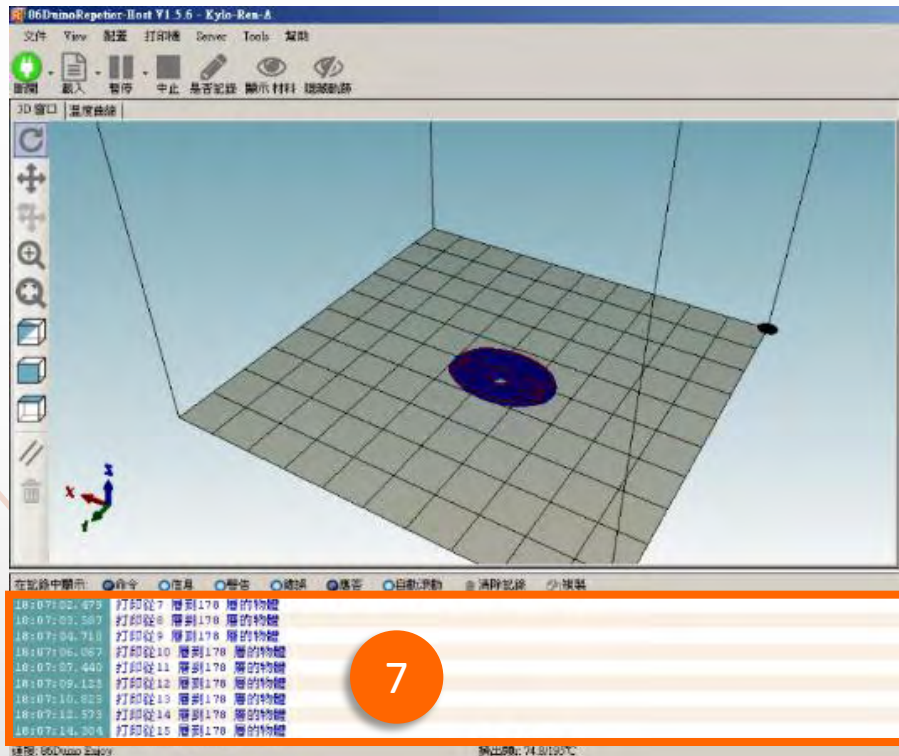 86DuinoRepetier-Host V1.5.6 - Kylo-Ren-A
文件 View 配置 打印機 Server Tools 幫助
斷開 載入 暫停 中止 是否記錄 顯示材料 隱藏軌跡
3D 窗口 溫度曲線
X Z Y
在記錄中顯示: 命令 信息 警告 錯誤 應答 自動滾動 清除記錄 複製
18:07:02.479 打印從7 層到178 層的物體
18:07:03.587 打印從8 層到178 層的物體
18:07:04.710 打印從9 層到178 層的物體
18:07:06.067 打印從10 層到178 層的物體
18:07:07.440 打印從11 層到178 層的物體
18:07:09.123 打印從12 層到178 層的物體
18:07:10.823 打印從13 層到178 層的物體
18:07:12.573 打印從14 層到178 層的物體
18:07:14.304 打印從15 層到178 層的物體
7
連接: 86Duino Enjoy 擠出頭: 74.8/195℃